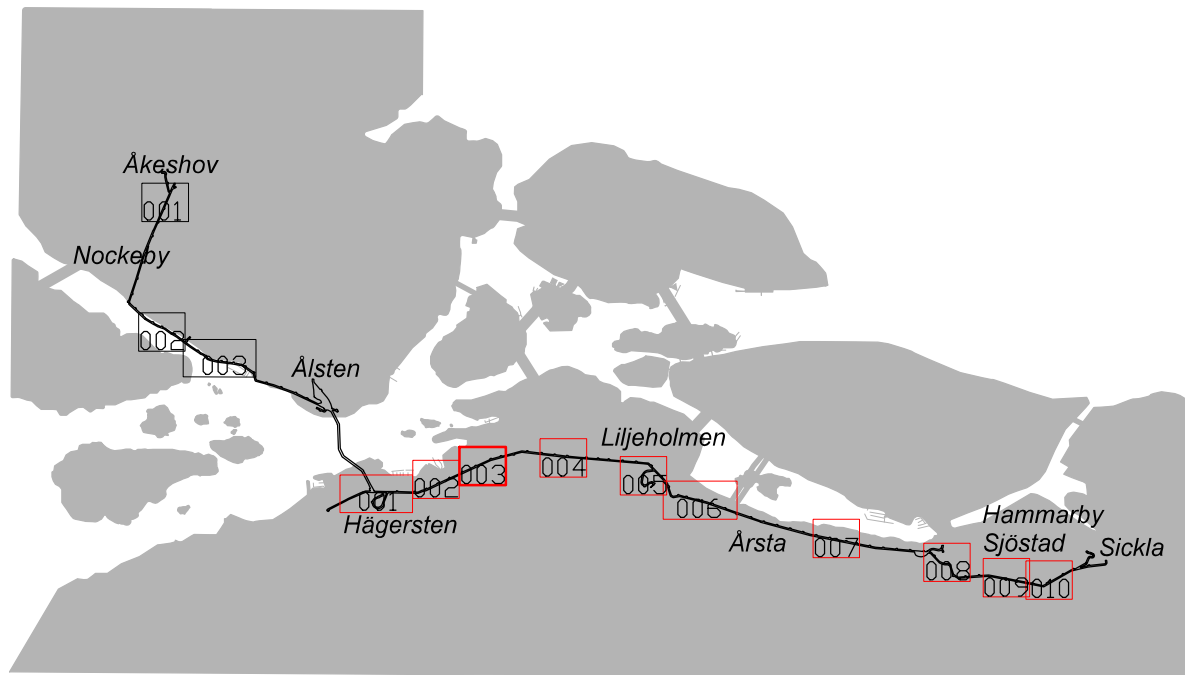 Åkeshov
001
Nockeby
002
003
Ålsten
Liljeholmen
001
002
003
004
005
006
Hägersten
Årsta
007
008
Hammarby
Sjöstad
Sickla
009
010